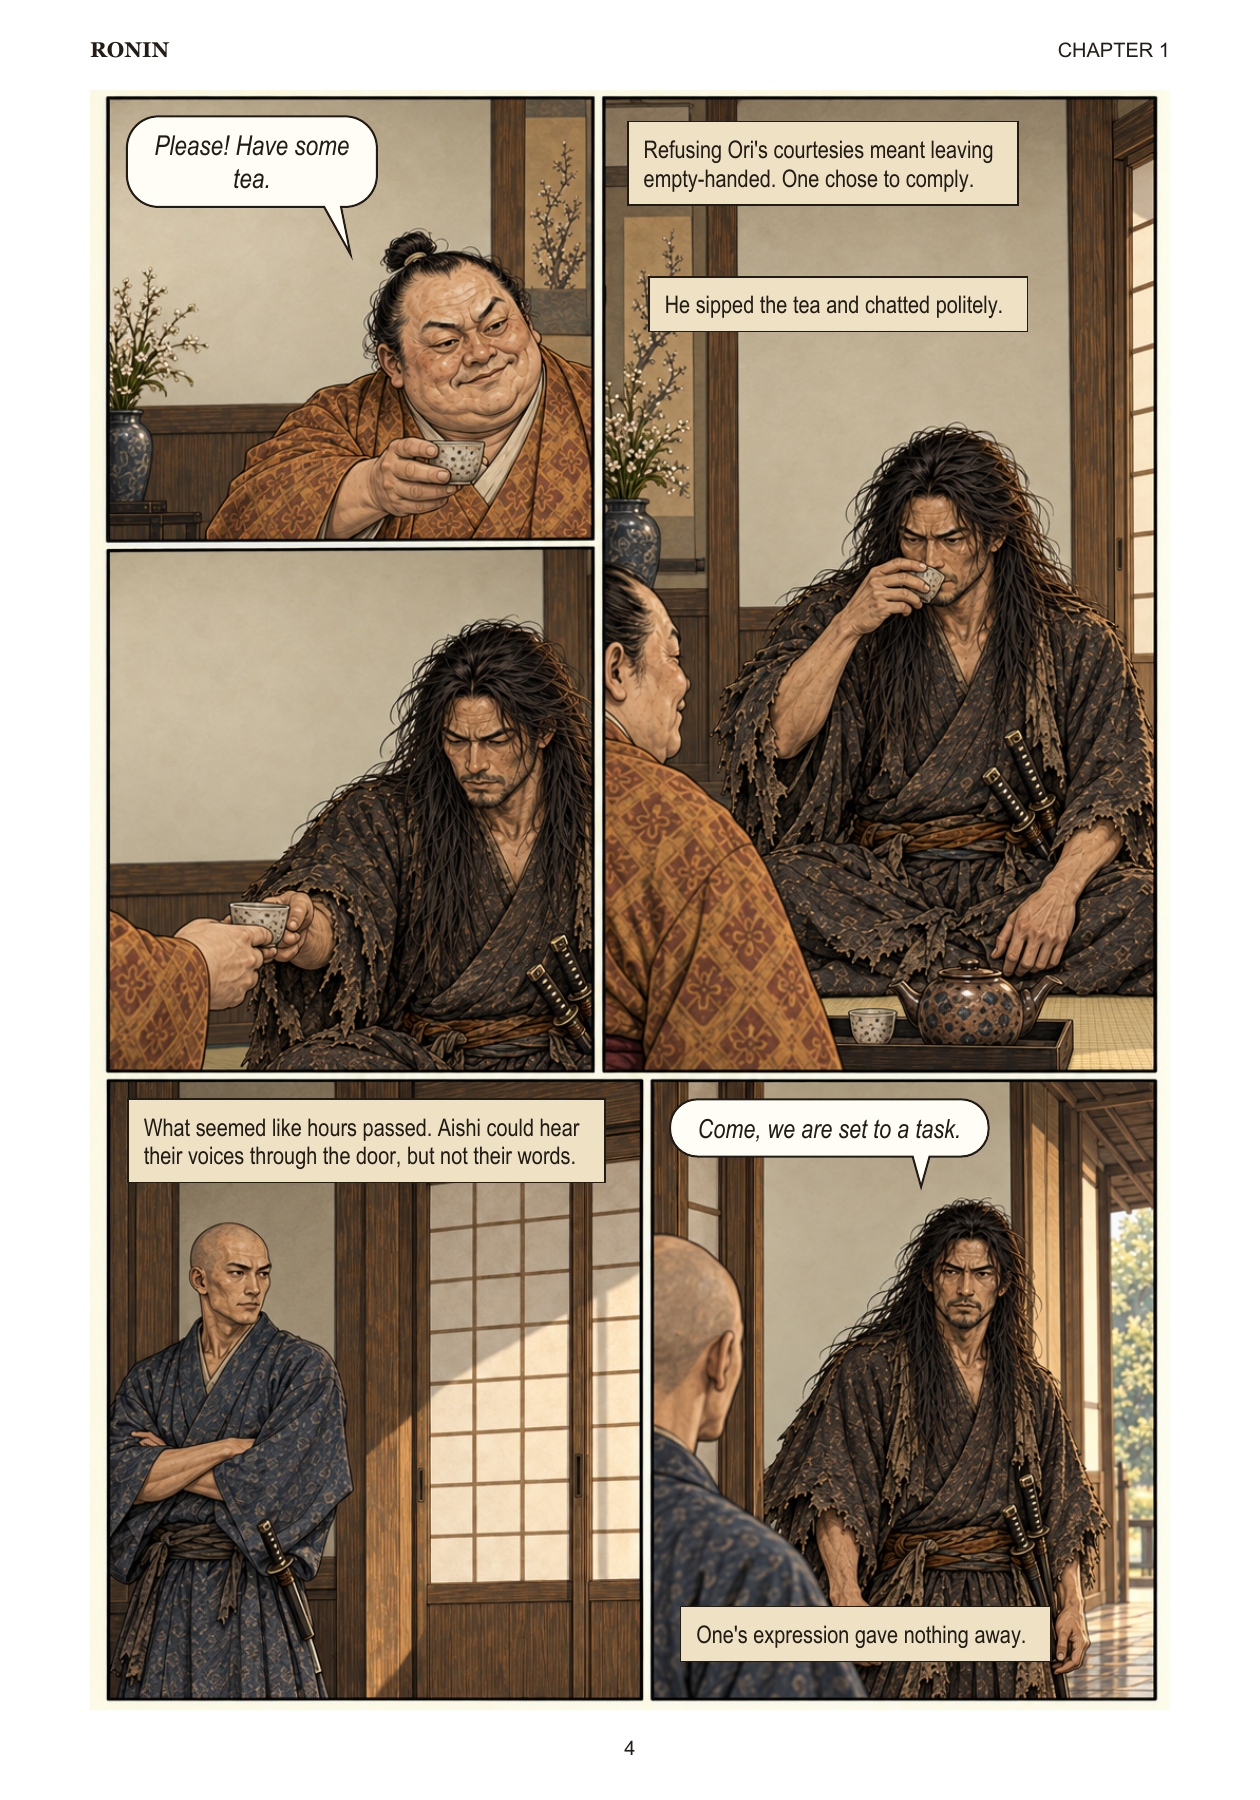 RONIN
CHAPTER 1
Please! Have some
tea.
Refusing Ori's courtesies meant leaving
empty-handed. One chose to comply.
He sipped the tea and chatted politely.
What seemed like hours passed. Aishi could hear
their voices through the door, but not their words.
Come, we are set to a task.
One's expression gave nothing away.
4